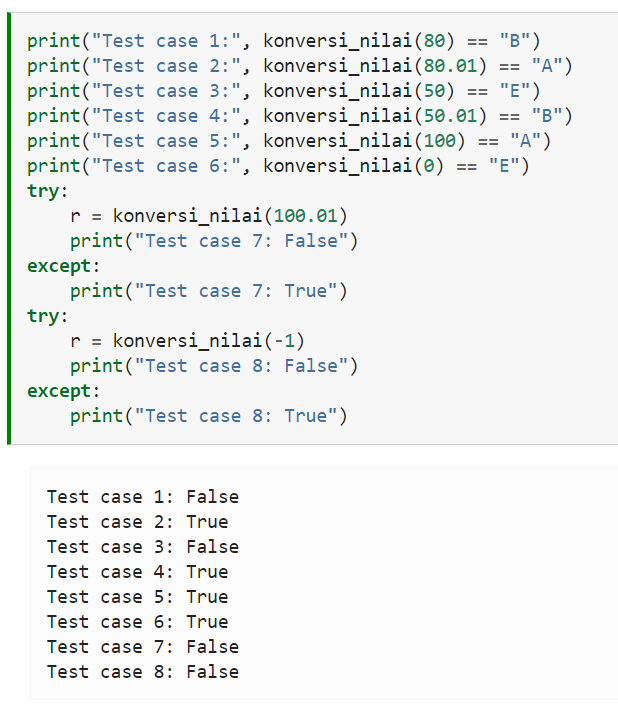 print("Test case 1:", konversi_nilai(80) == "B")
print("Test case 2:", konversi_nilai(80.01) == "A")
print("Test case 3:", konversi_nilai(50) == "E")
print("Test case 4:", konversi_nilai(50.01) == "B")
print("Test case 5:", konversi_nilai(100) == "A")
print("Test case 6:", konversi_nilai(0) == "E")
try:
    r = konversi_nilai(100.01)
    print("Test case 7: False")
except:
    print("Test case 7: True")
try:
    r = konversi_nilai(-1)
    print("Test case 8: False")
except:
    print("Test case 8: True")
Test case 1: False
Test case 2: True
Test case 3: False
Test case 4: True
Test case 5: True
Test case 6: True
Test case 7: False
Test case 8: False